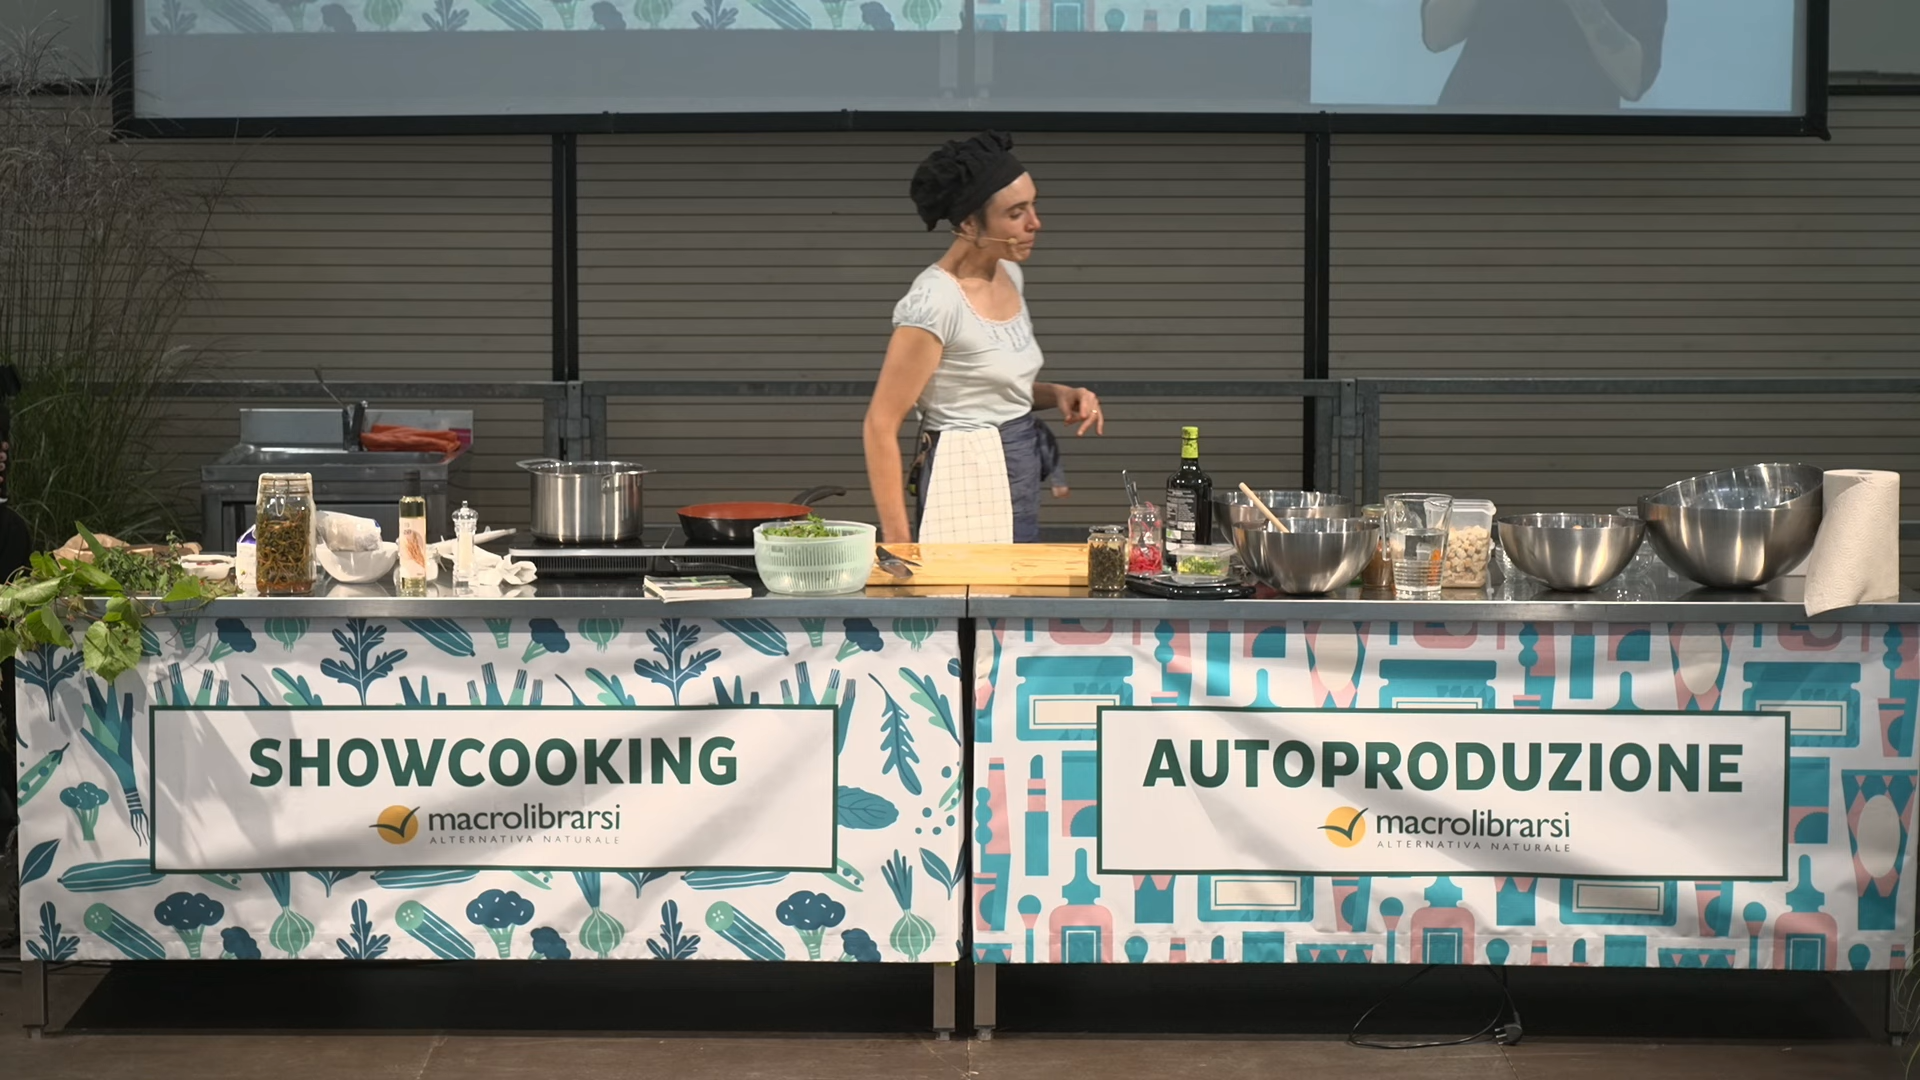 SHOWCOOKING
macrolibrarsi
ALTERNATIVA NATURALE
AUTOPRODUZIONE
macrolibrarsi
ALTERNATIVA NATURALE